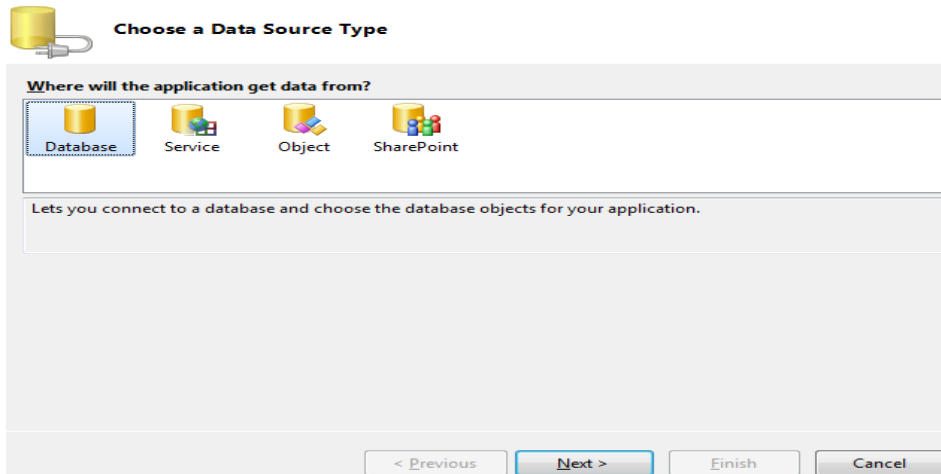 Choose a Data Source Type
Where will the application get data from?
Database Service Object SharePoint
Lets you connect to a database and choose the database objects for your application.
< Previous Next > Finish Cancel